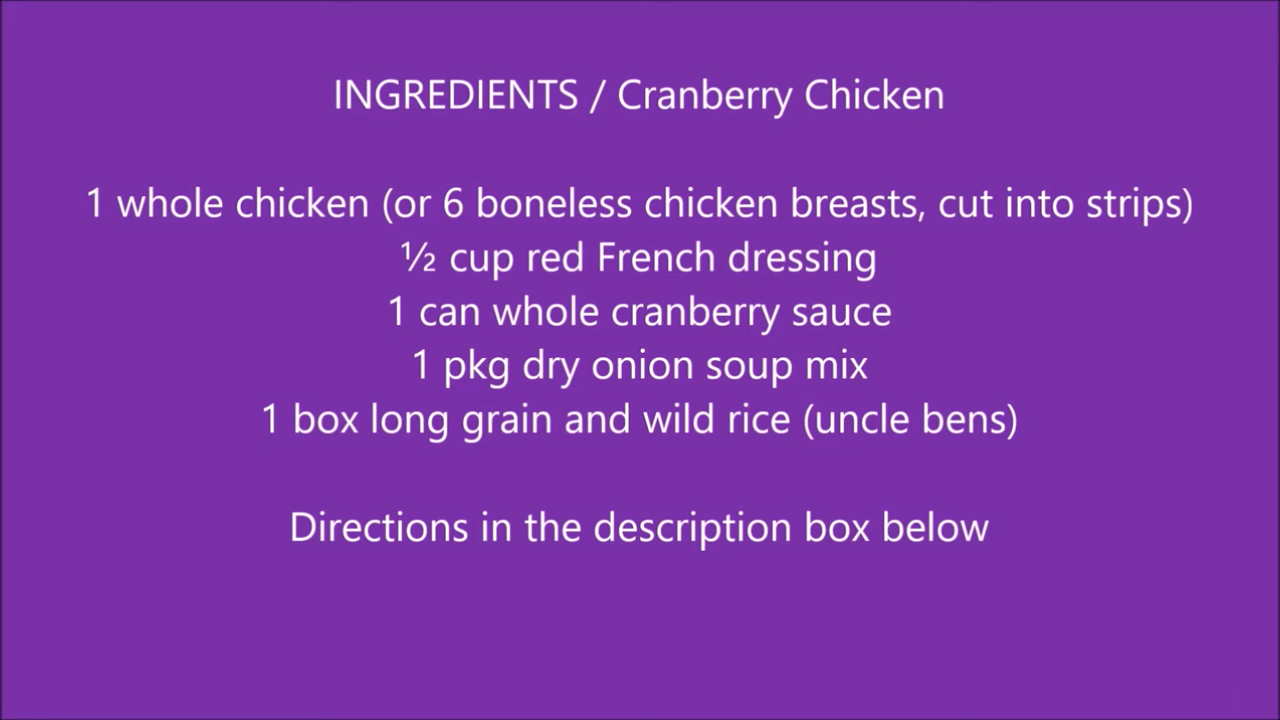 INGREDIENTS / Cranberry Chicken
1 whole chicken (or 6 boneless chicken breasts, cut into strips)
½ cup red French dressing
1 can whole cranberry sauce
1 pkg dry onion soup mix
1 box long grain and wild rice (uncle bens)
Directions in the description box below